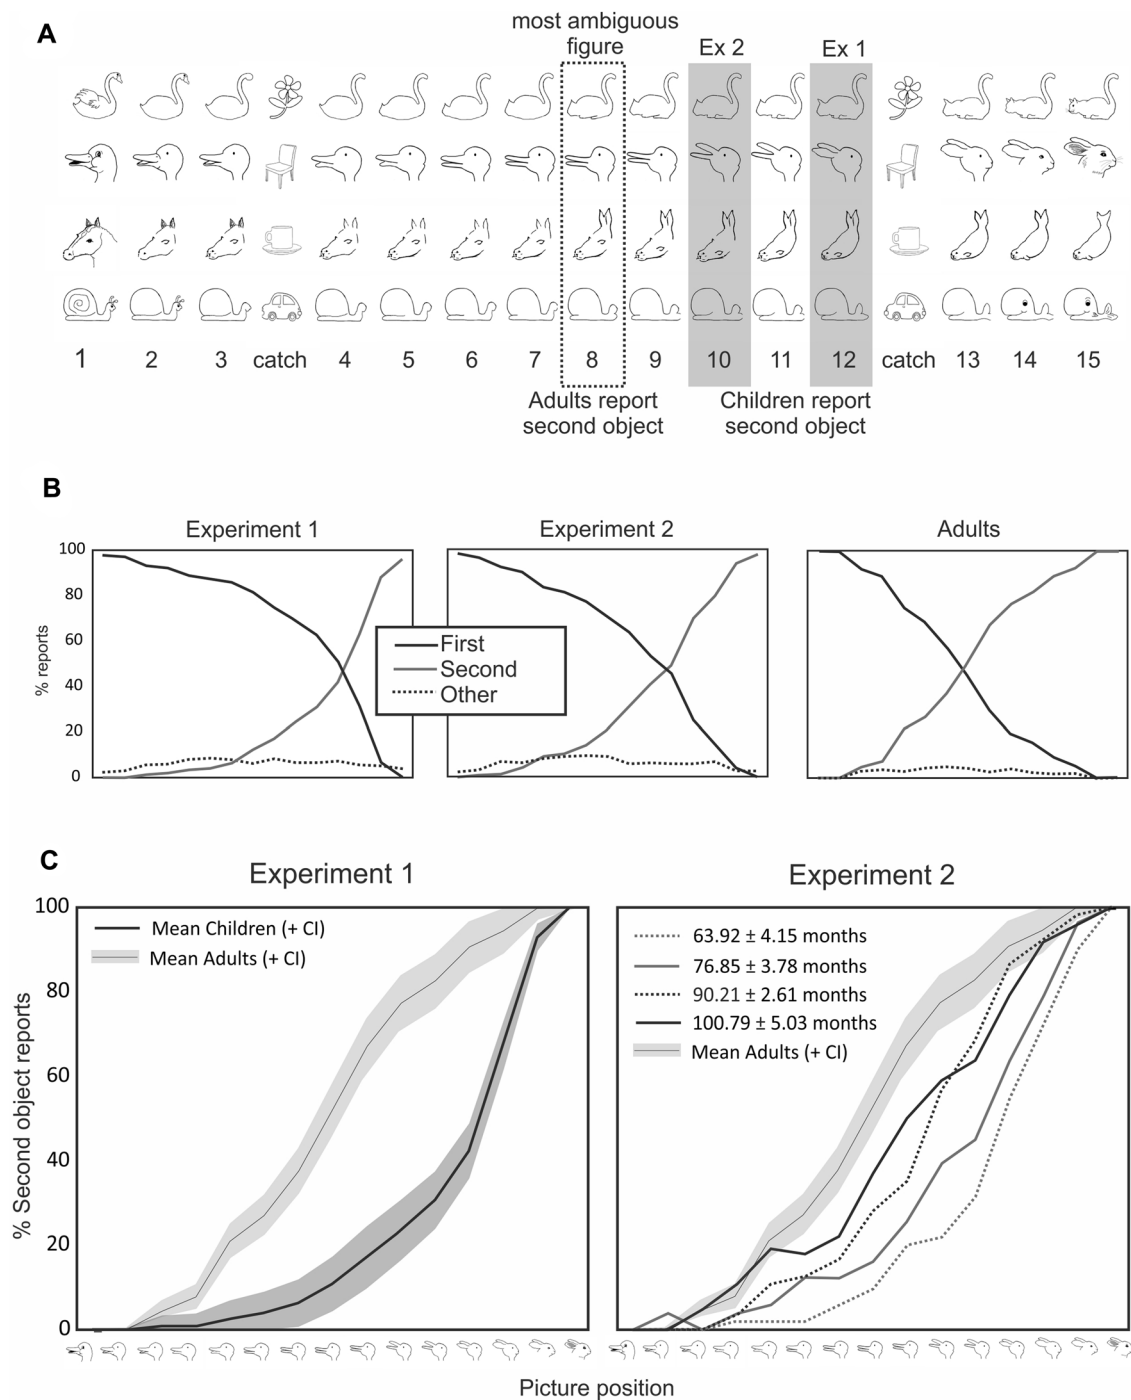 A
most ambiguous
figure
Ex 2
Ex 1
1 2 3 catch 4 5 6 7 8 9 10 11 12 catch 13 14 15
Adults report
second object
Children report
second object
B
Experiment 1
Experiment 2
Adults
% reports
100
80
60
40
20
0
First
Second
Other
C
Experiment 1
Experiment 2
% Second object reports
100
80
60
40
20
0
Mean Children (+ CI)
Mean Adults (+ CI)
63.92 ± 4.15 months
76.85 ± 3.78 months
90.21 ± 2.61 months
100.79 ± 5.03 months
Mean Adults (+ CI)
Picture position